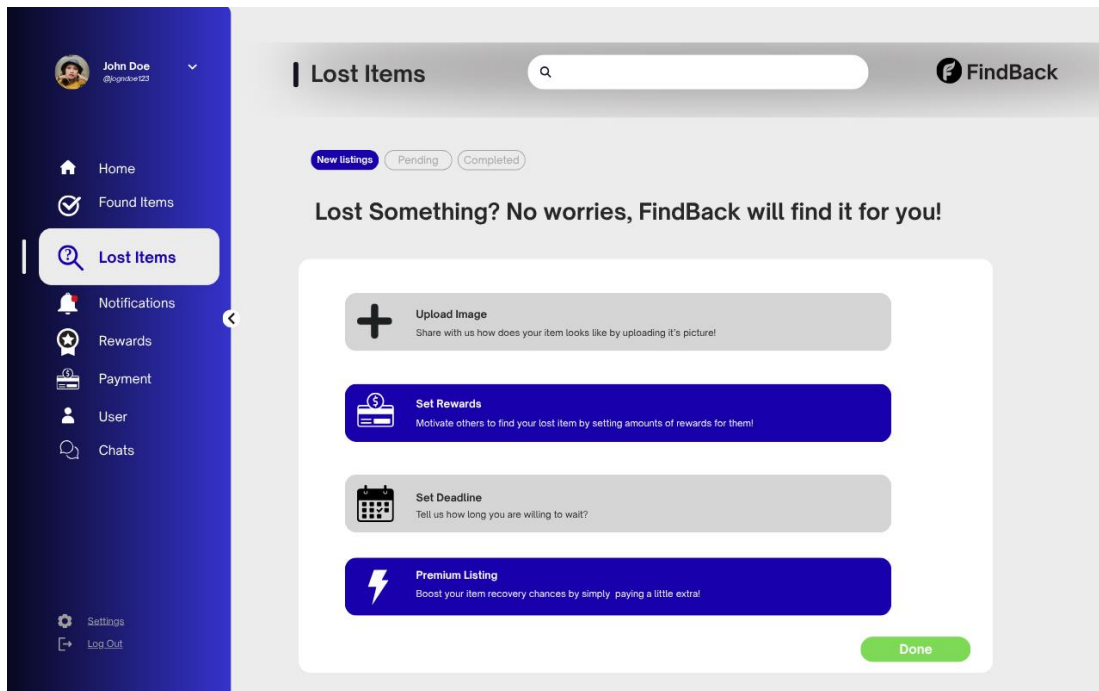 John Doe
@jogndoe123
Home
Found Items
Lost Items
Notifications
Rewards
Payment
User
Chats
Settings
Log Out
Lost Items
FindBack
New listings
Pending
Completed
Lost Something? No worries, FindBack will find it for you!
Upload Image
Share with us how does your item looks like by uploading it's picture!
Set Rewards
Motivate others to find your lost item by setting amounts of rewards for them!
Set Deadline
Tell us how long you are willing to wait?
Premium Listing
Boost your item recovery chances by simply paying a little extra!
Done